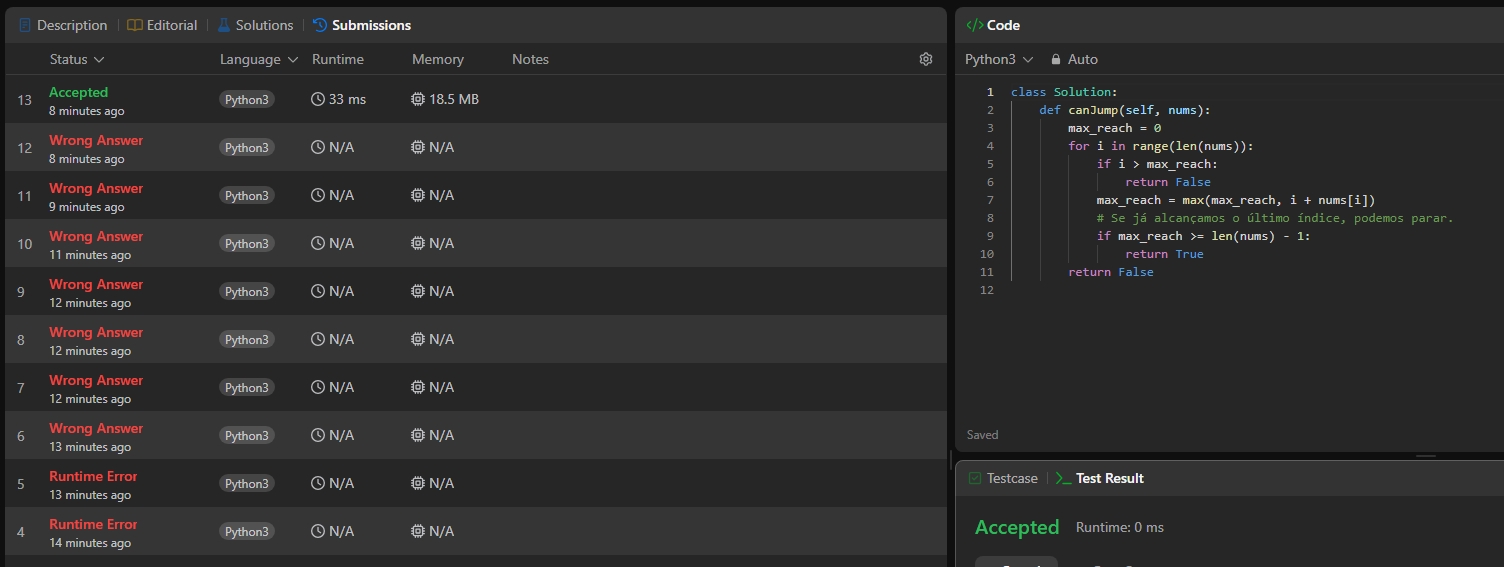 Description | Editorial | Solutions | Submissions
Status Language Runtime Memory Notes
13 Accepted Python3 33 ms 18.5 MB
8 minutes ago
12 Wrong Answer Python3 N/A N/A
8 minutes ago
11 Wrong Answer Python3 N/A N/A
9 minutes ago
10 Wrong Answer Python3 N/A N/A
11 minutes ago
9 Wrong Answer Python3 N/A N/A
12 minutes ago
8 Wrong Answer Python3 N/A N/A
12 minutes ago
7 Wrong Answer Python3 N/A N/A
12 minutes ago
6 Wrong Answer Python3 N/A N/A
13 minutes ago
5 Runtime Error Python3 N/A N/A
13 minutes ago
4 Runtime Error Python3 N/A N/A
14 minutes ago
</> Code
Python3 Auto
1 class Solution:
2     def canJump(self, nums):
3         max_reach = 0
4         for i in range(len(nums)):
5             if i > max_reach:
6                 return False
7             max_reach = max(max_reach, i + nums[i])
8             # Se já alcançamos o último índice, podemos parar.
9             if max_reach >= len(nums) - 1:
10                 return True
11         return False
12
Saved
Testcase | >_ Test Result
Accepted Runtime: 0 ms